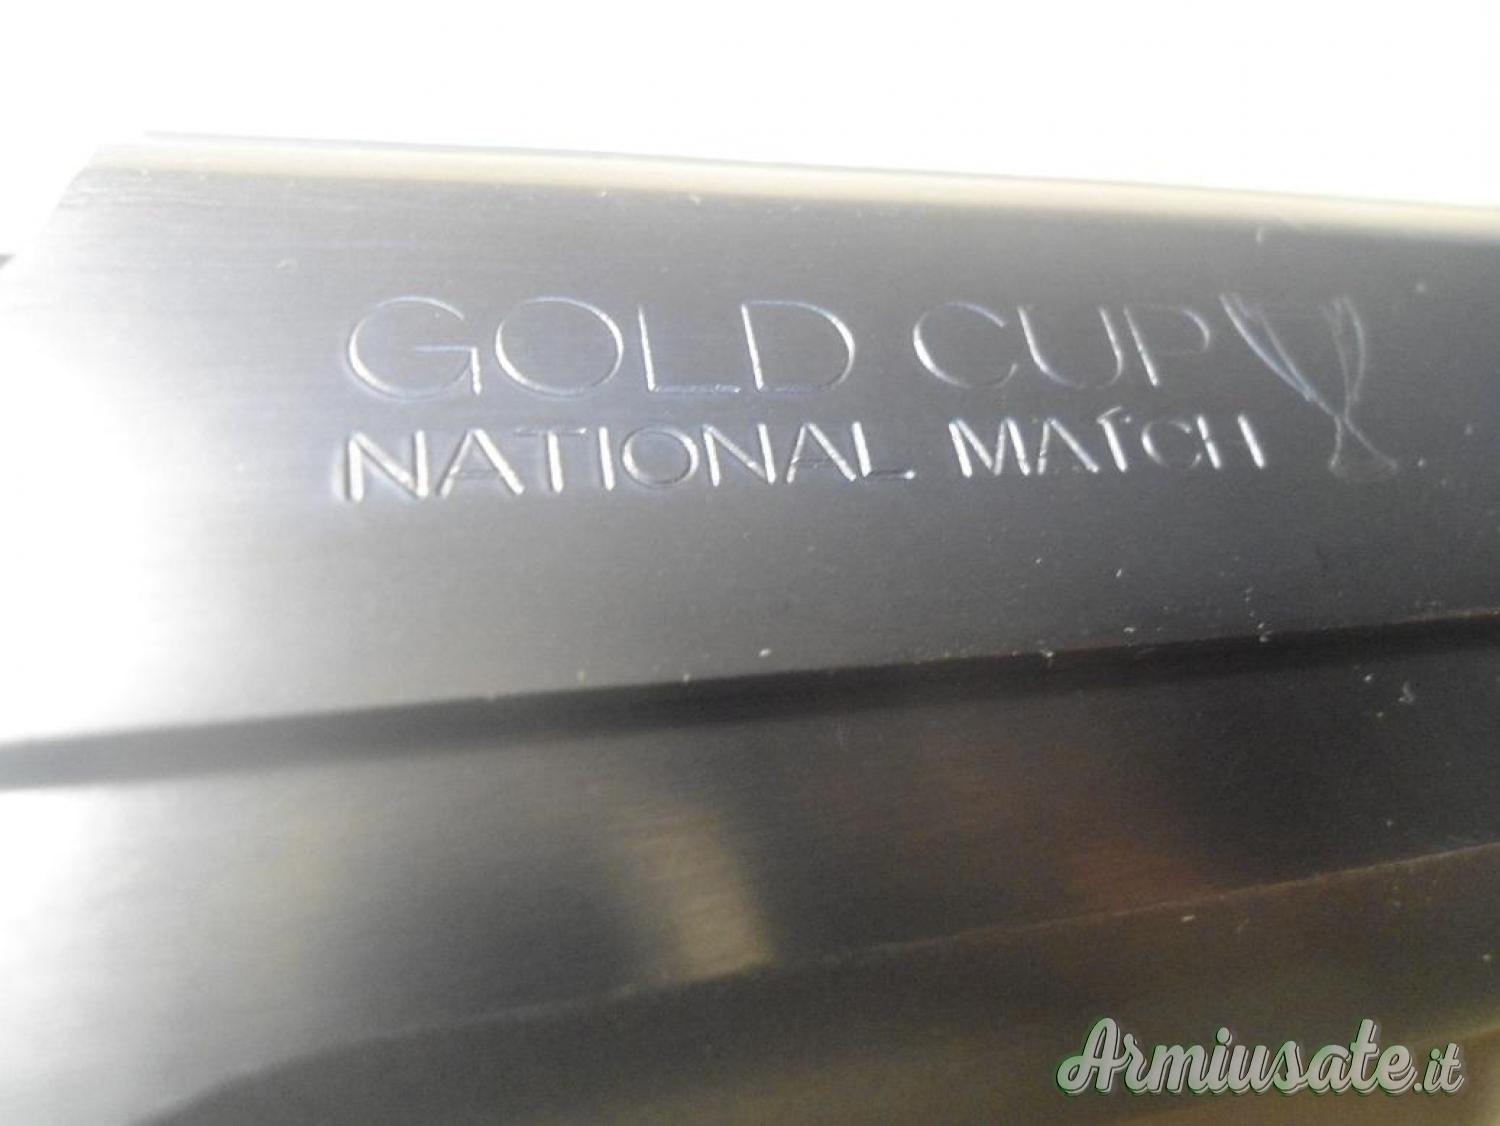 GOLD CUP
NATIONAL MATCH
Armiusate.it